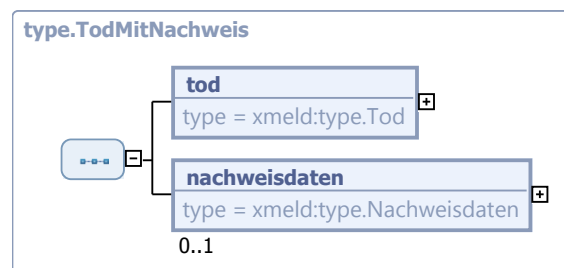 type.TodMitNachweis
tod
type = xmeld:type.Tod
nachweisdaten
type = xmeld:type.Nachweisdaten
0..1